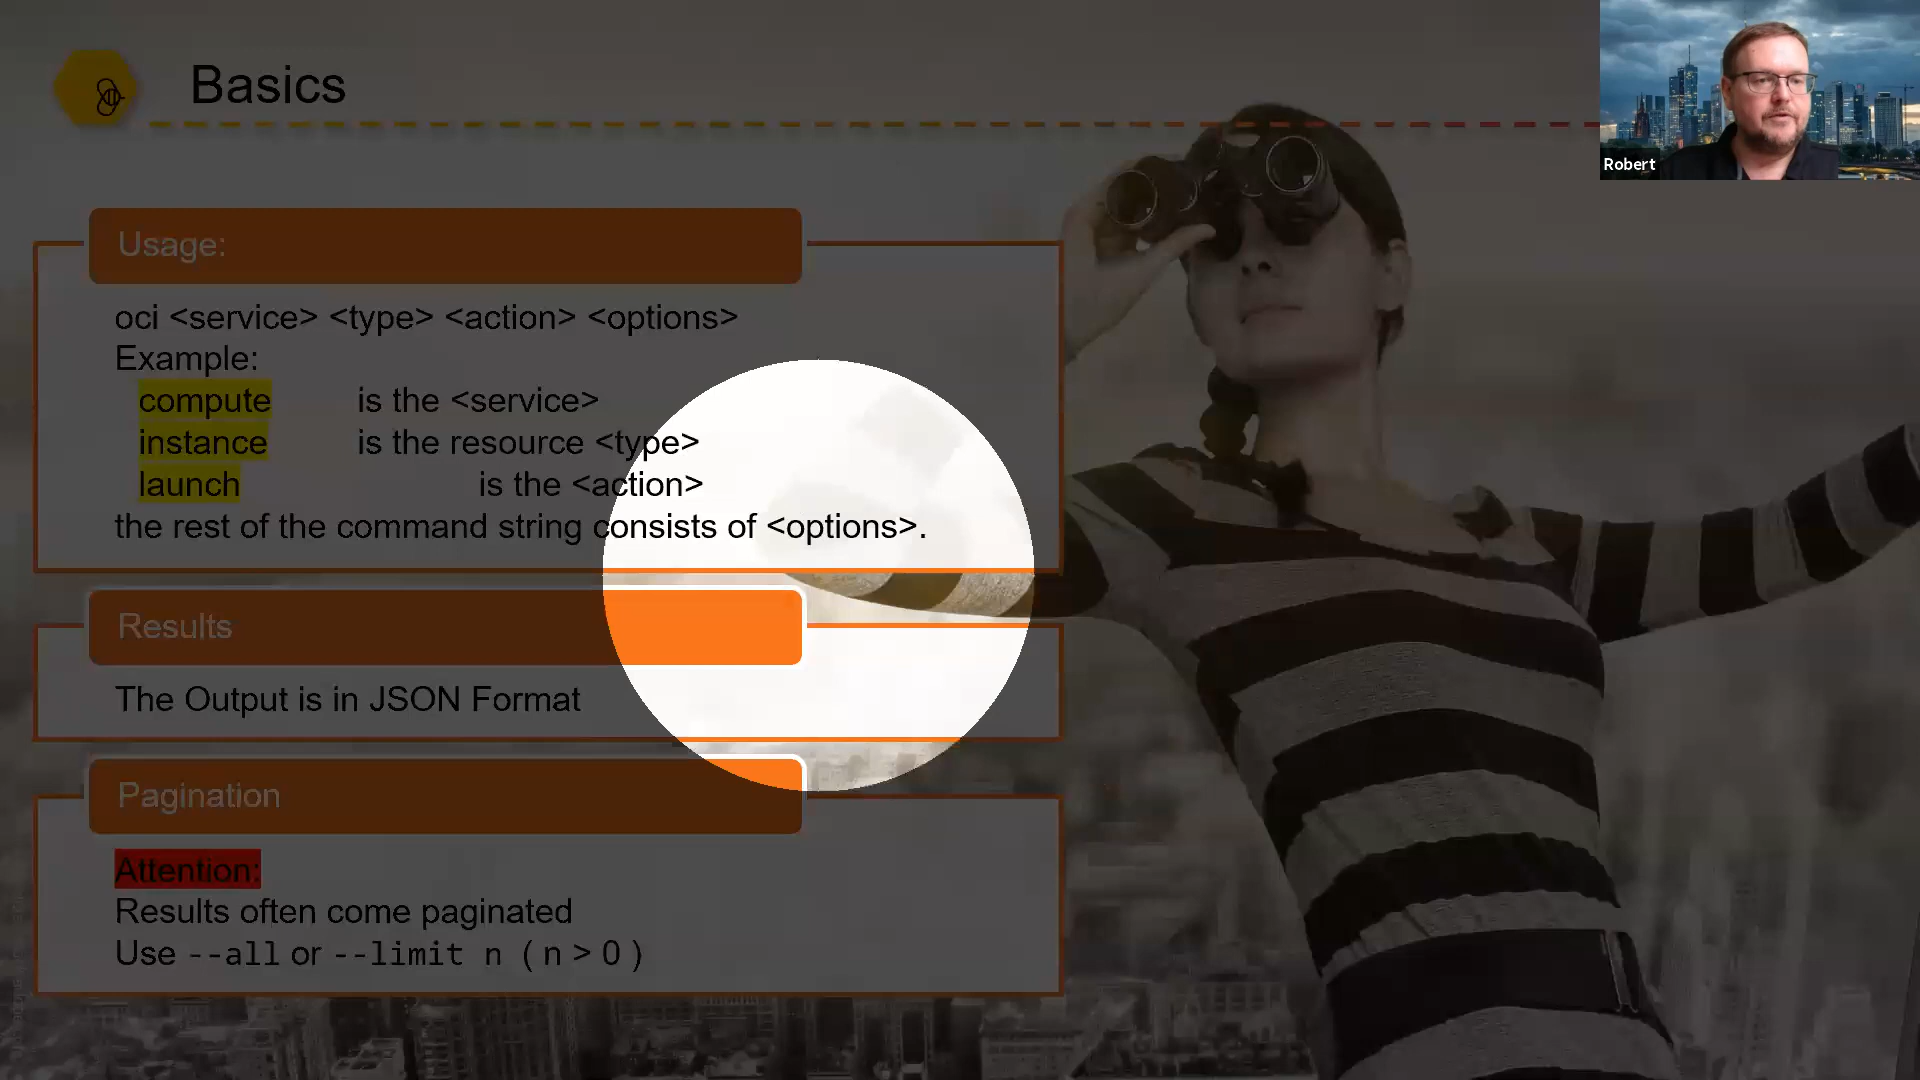 Basics
Robert
Usage:
oci <service> <type> <action> <options>
Example:
compute is the <service>
instance is the resource <type>
launch is the <action>
the rest of the command string consists of <options>.
Results
The Output is in JSON Format
Pagination
Attention:
Results often come paginated
Use --all or --limit n ( n > 0 )